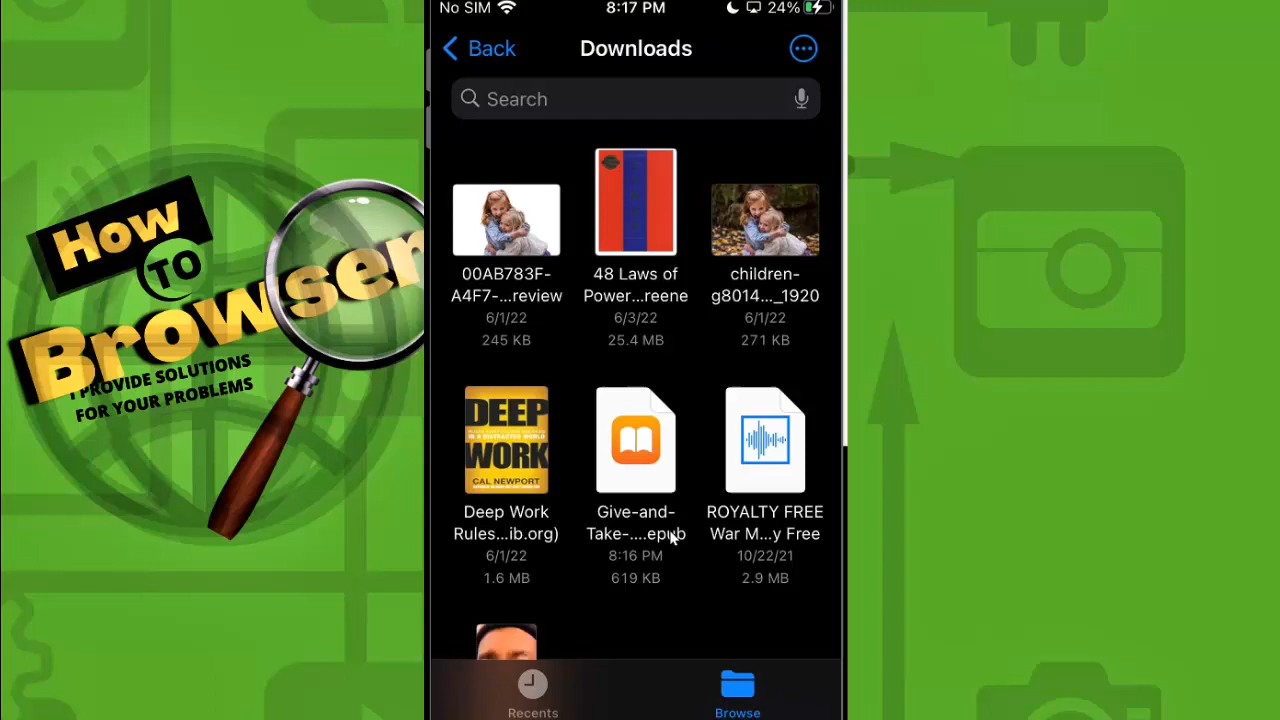 No SIM
8:17 PM
24%
Back
Downloads
Search
00AB783F-
A4F7-...review
6/1/22
245 KB
48 Laws of
Power...reene
6/3/22
25.4 MB
children-
g8014..._1920
6/1/22
271 KB
DEEP
IN A DISTRACTED WORLD
WORK
CAL NEWPORT
Deep Work
Rules...ib.org)
6/1/22
1.6 MB
Give-and-
Take-....epub
8:16 PM
619 KB
ROYALTY FREE
War M...y Free
10/22/21
2.9 MB
Recents
Browse
How
TO
Browser
I PROVIDE SOLUTIONS
FOR YOUR PROBLEMS